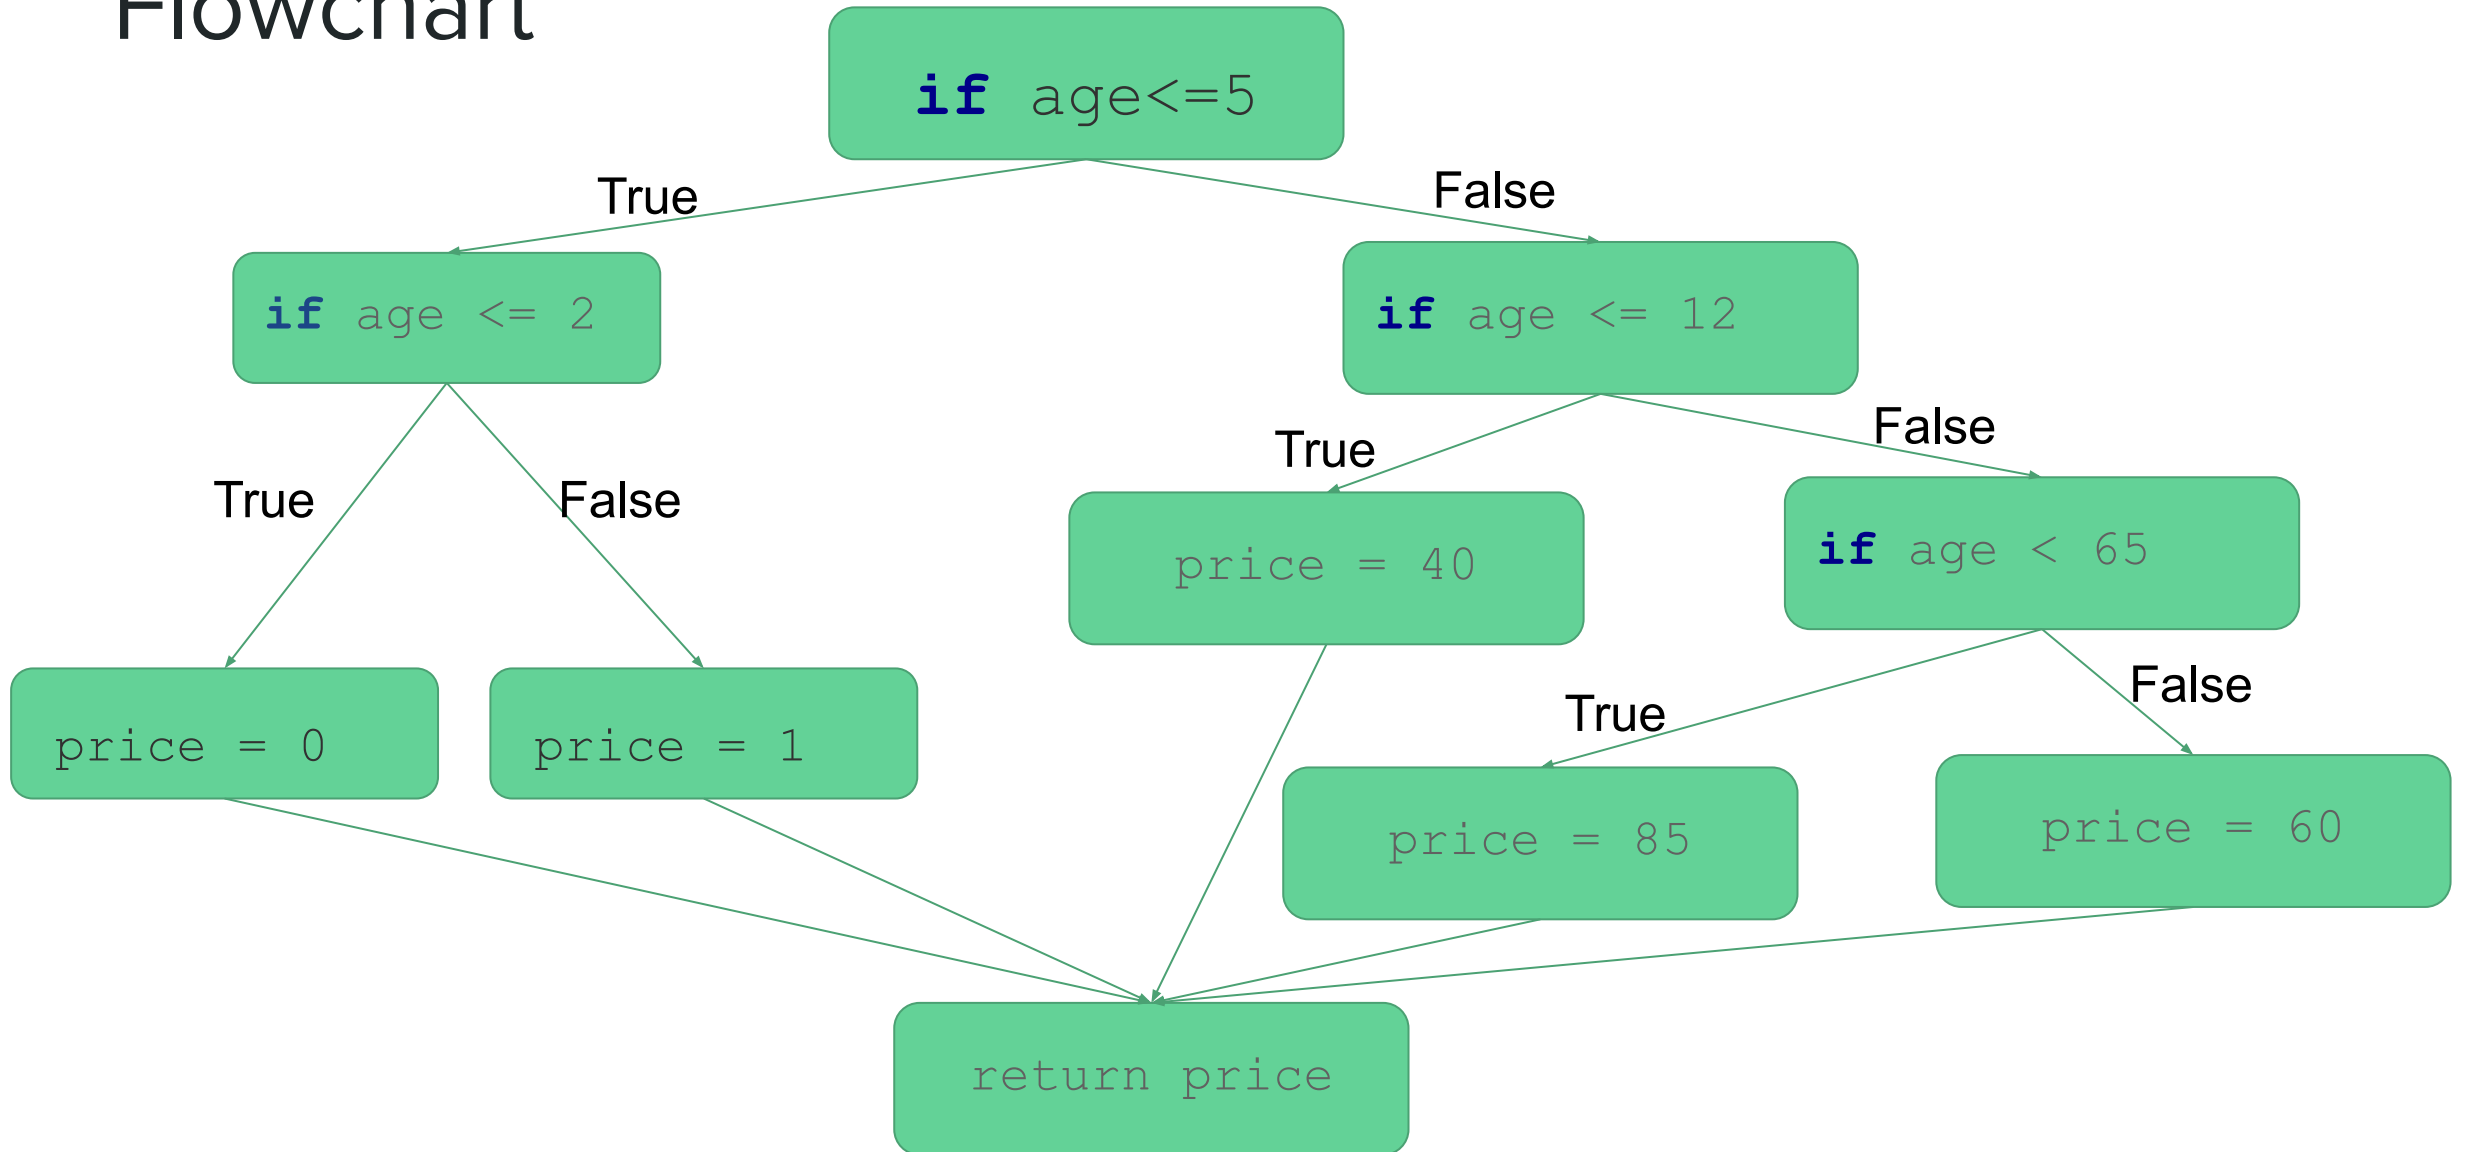 Flowchart
if age<=5
True
False
if age <= 2
if age <= 12
True
False
True
False
price = 40
if age < 65
True
False
price = 0
price = 1
price = 85
price = 60
return price